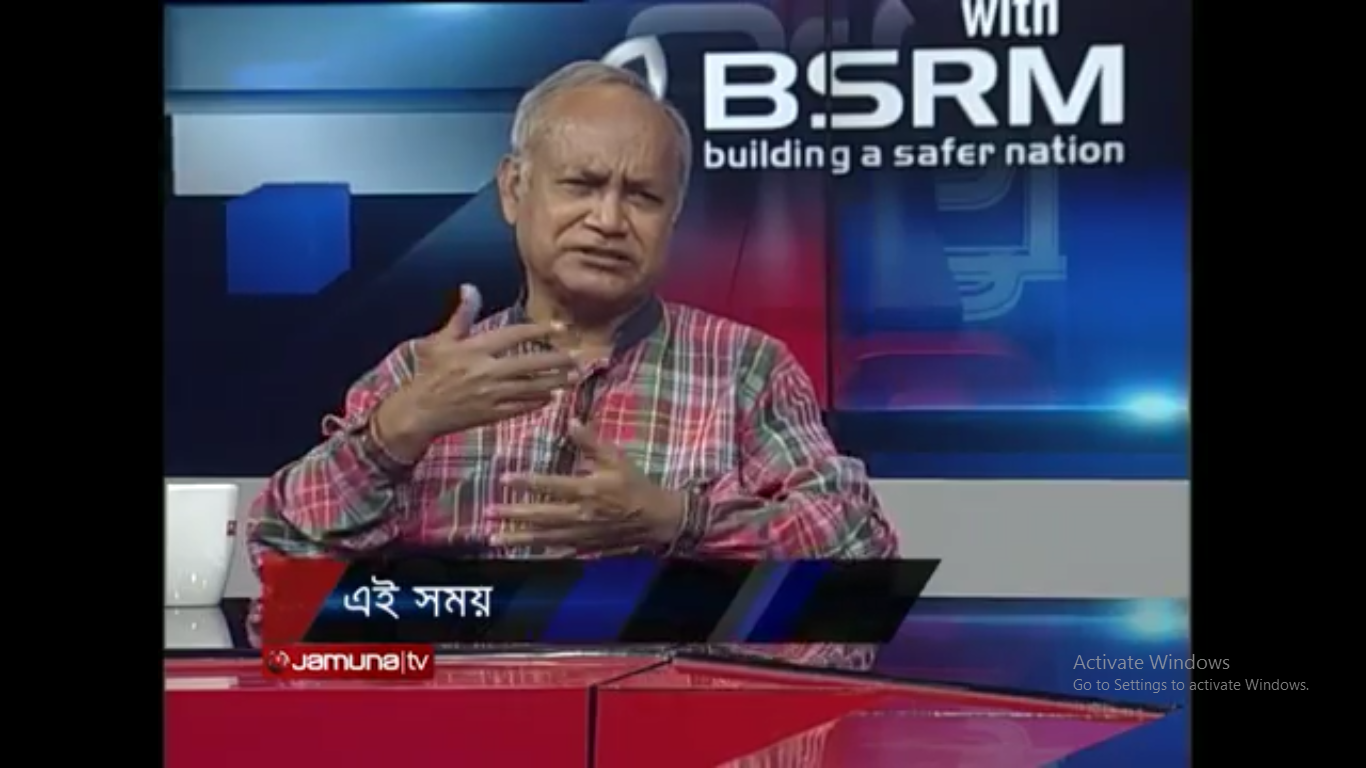 with
BSRM
building a safer nation
এই সময়
Jamuna|tv
Activate Windows
Go to Settings to activate Windows.